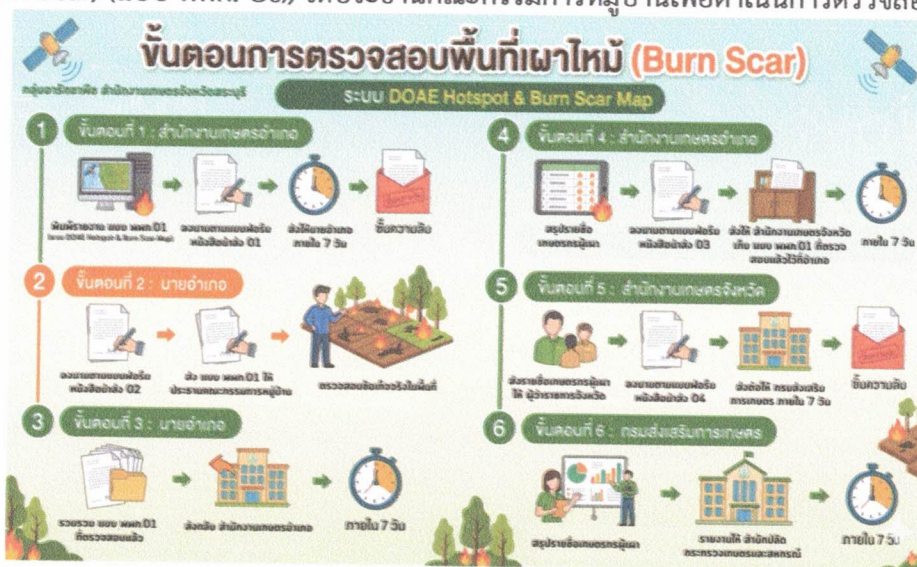 ขั้นตอนการตรวจสอบพื้นที่เผาไหม้ (Burn Scar)
กลุ่มอารักขาพืช สำนักงานเกษตรจังหวัดสระบุรี
ระบบ DOAE Hotspot & Burn Scar Map
1
ขั้นตอนที่ 1 : สำนักงานเกษตรอำเภอ
พิมพ์รายงาน แบบ พผก.01
(ระบบ DOAE Hotspot & Burn Scar Map)
ลงนามตามแบบฟอร์ม
หนังสือนำส่ง 01
ส่งให้นายอำเภอ
ภายใน 7 วัน
ชั้นความลับ
2
ขั้นตอนที่ 2 : นายอำเภอ
ลงนามตามแบบฟอร์ม
หนังสือนำส่ง 02
ส่ง แบบ พผก.01 ให้
ประธานคณะกรรมการหมู่บ้าน
ตรวจสอบข้อเท็จจริงในพื้นที่
3
ขั้นตอนที่ 3 : นายอำเภอ
รวบรวม แบบ พผก.01
ที่ตรวจสอบแล้ว
ส่งกลับ สำนักงานเกษตรอำเภอ
ภายใน 7 วัน
4
ขั้นตอนที่ 4 : สำนักงานเกษตรอำเภอ
สรุปรายชื่อ
เกษตรกรผู้เผา
ลงนามตามแบบฟอร์ม
หนังสือนำส่ง 03
ส่งให้ สำนักงานเกษตรจังหวัด
เก็บ แบบ พผก.01 ที่ตรวจ
สอบแล้วไว้ที่อำเภอ
ภายใน 7 วัน
5
ขั้นตอนที่ 5 : สำนักงานเกษตรจังหวัด
ส่งรายชื่อเกษตรกรผู้เผา
ให้ ผู้ว่าราชการจังหวัด
ลงนามตามแบบฟอร์ม
หนังสือนำส่ง 04
ส่งต่อให้ กรมส่งเสริม
การเกษตร ภายใน 7 วัน
ชั้นความลับ
6
ขั้นตอนที่ 6 : กรมส่งเสริมการเกษตร
สรุปรายชื่อเกษตรกรผู้เผา
รายงานให้ สำนักปลัด
กระทรวงเกษตรและสหกรณ์
ภายใน 7 วัน